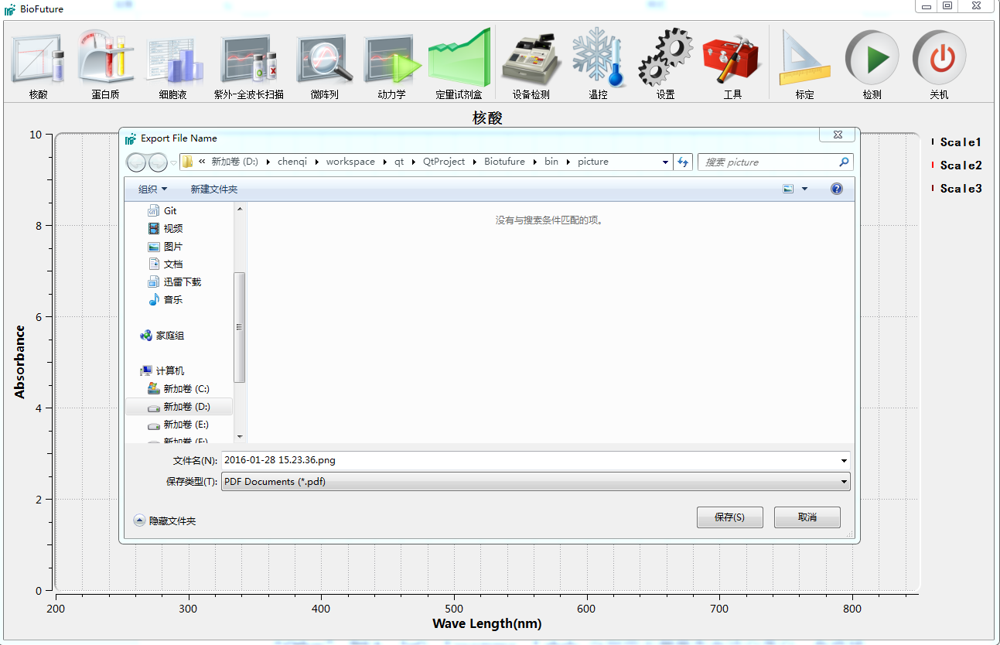 BioFuture
核酸
蛋白质
细胞液
紫外-全波长扫描
微阵列
动力学
定量试剂盒
设备检测
温控
设置
工具
标定
检测
关机
核酸
Export File Name
« 新加卷 (D:) chenqi workspace qt QtProject Biotufure bin picture
搜索 picture
组织 新建文件夹
没有与搜索条件匹配的项。
Git
视频
图片
文档
迅雷下载
音乐
家庭组
计算机
新加卷 (C:)
新加卷 (D:)
新加卷 (E:)
新加卷 (F:)
文件名(N): 2016-01-28 15.23.36.png
保存类型(T): PDF Documents (*.pdf)
隐藏文件夹
保存(S)
取消
Scale1
Scale2
Scale3
Absorbance
10
8
6
4
2
0
200 300 400 500 600 700 800
Wave Length(nm)